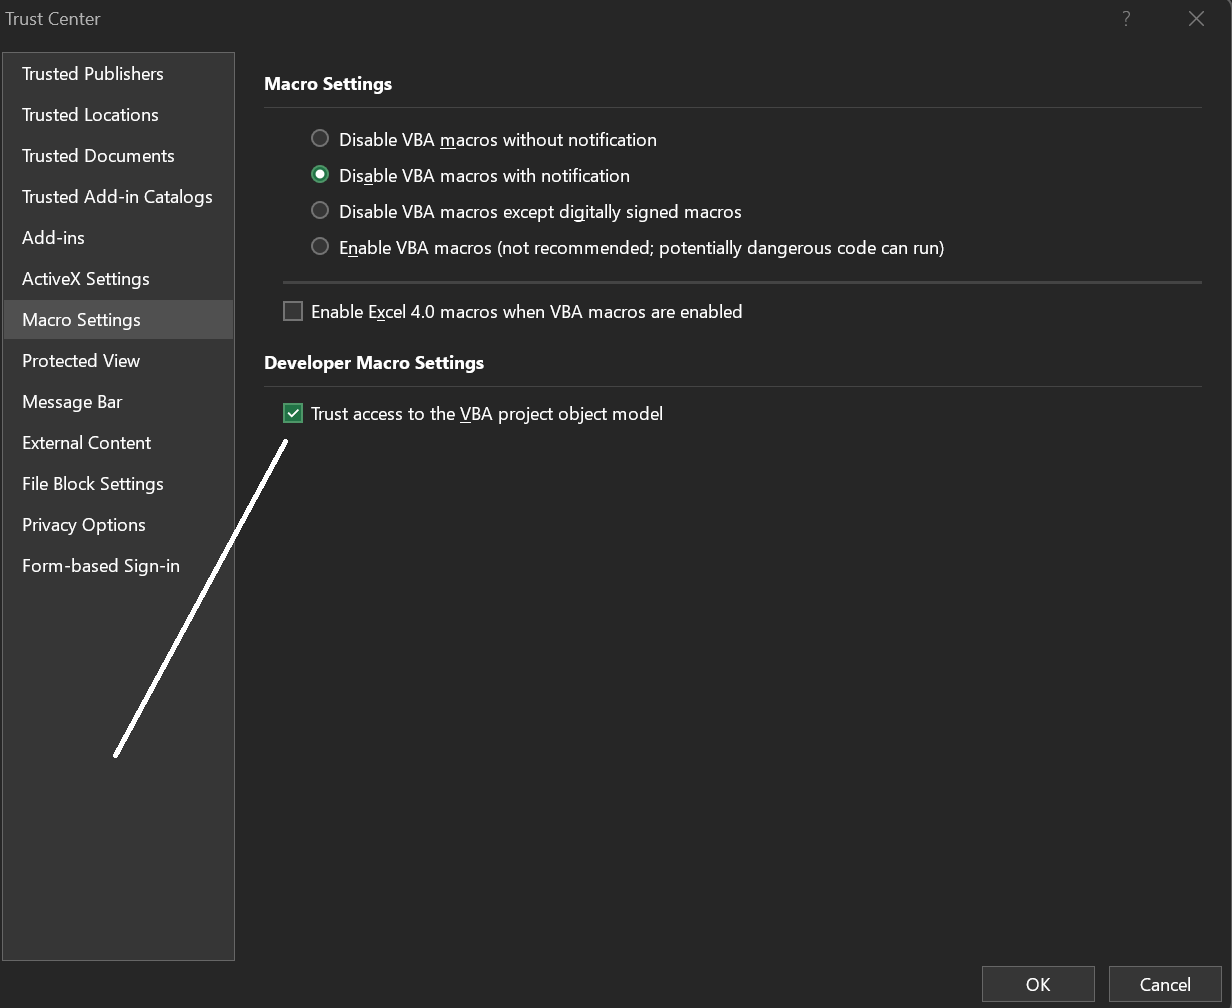 Trust Center
?
Trusted Publishers
Trusted Locations
Trusted Documents
Trusted Add-in Catalogs
Add-ins
ActiveX Settings
Macro Settings
Protected View
Message Bar
External Content
File Block Settings
Privacy Options
Form-based Sign-in
Macro Settings
Disable VBA macros without notification
Disable VBA macros with notification
Disable VBA macros except digitally signed macros
Enable VBA macros (not recommended; potentially dangerous code can run)
Enable Excel 4.0 macros when VBA macros are enabled
Developer Macro Settings
Trust access to the VBA project object model
OK
Cancel